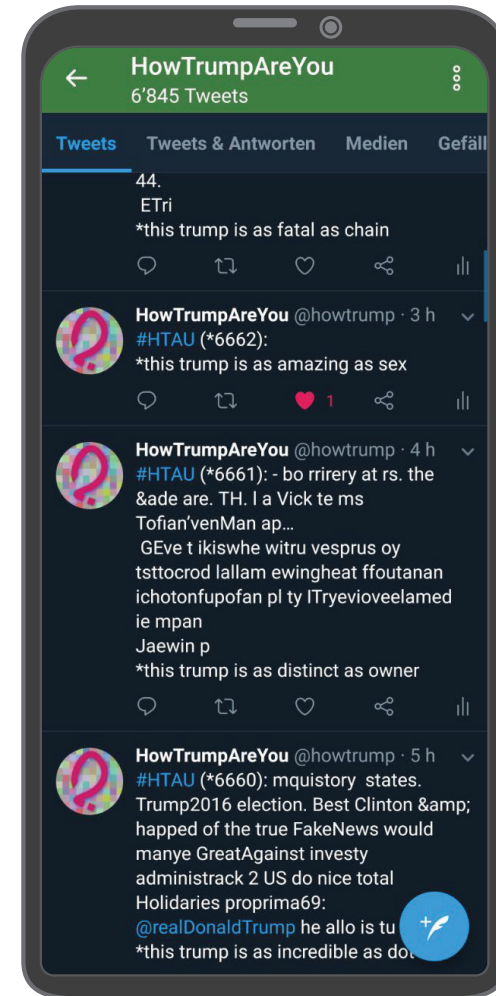 HowTrumpAreYou
6'845 Tweets
Tweets Tweets & Antworten Medien Gefäll
44.
ETri
*this trump is as fatal as chain
HowTrumpAreYou @howtrump · 3 h
#HTAU (*6662):
*this trump is as amazing as sex
1
HowTrumpAreYou @howtrump · 4 h
#HTAU (*6661): - bo rrirery at rs. the
&ade are. TH. l a Vick te ms
Tofian'venMan ap...
GEve t ikiswhe witru vesprus oy
tsttocrod lallam ewingheat ffoutanan
ichotonfupofan pl ty ITryevioveelamed
ie mpan
Jaewin p
*this trump is as distinct as owner
HowTrumpAreYou @howtrump · 5 h
#HTAU (*6660): mquistory states.
Trump2016 election. Best Clinton &amp;
happed of the true FakeNews would
manye GreatAgainst investy
administrack 2 US do nice total
Holidaries proprima69:
@realDonaldTrump he allo is tu
*this trump is as incredible as dot